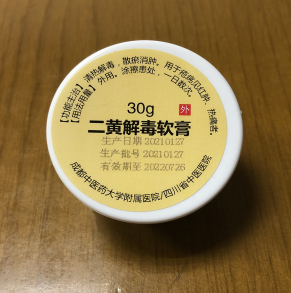 【功能主治】清热解毒，散瘀消肿。用于疮疡见红肿、热痛者。
【用法用量】外用。涂擦患处，一日数次。
30g
外
二黄解毒软膏
生产日期 20210127
生产批号 20210127
有效期至 20220726
成都中医药大学附属医院/四川省中医医院